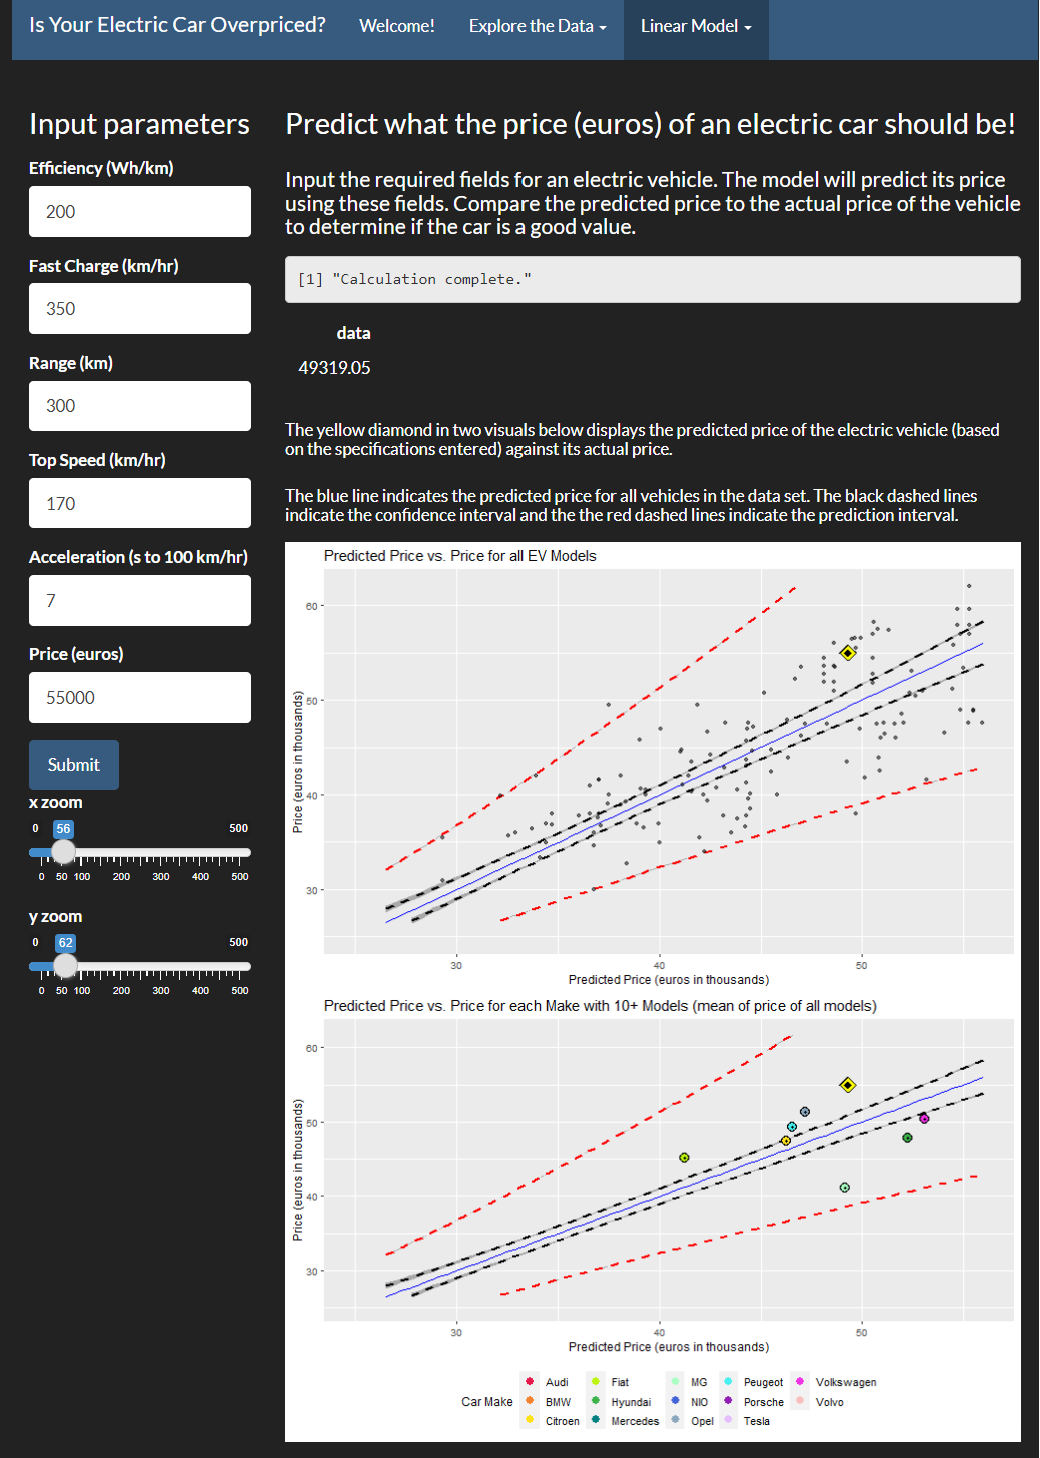 Is Your Electric Car Overpriced?
Welcome!
Explore the Data
Linear Model
Input parameters
Efficiency (Wh/km)
200
Fast Charge (km/hr)
350
Range (km)
300
Top Speed (km/hr)
170
Acceleration (s to 100 km/hr)
7
Price (euros)
55000
Submit
x zoom
0 56 500
0 50 100 200 300 400 500
y zoom
0 62 500
0 50 100 200 300 400 500
Predict what the price (euros) of an electric car should be!
Input the required fields for an electric vehicle. The model will predict its price
using these fields. Compare the predicted price to the actual price of the vehicle
to determine if the car is a good value.
[1] "Calculation complete."
data
49319.05
The yellow diamond in two visuals below displays the predicted price of the electric vehicle (based
on the specifications entered) against its actual price.
The blue line indicates the predicted price for all vehicles in the data set. The black dashed lines
indicate the confidence interval and the the red dashed lines indicate the prediction interval.
Predicted Price vs. Price for all EV Models
Price (euros in thousands)
60
50
40
30
30 40 50
Predicted Price (euros in thousands)
Predicted Price vs. Price for each Make with 10+ Models (mean of price of all models)
Price (euros in thousands)
60
50
40
30
30 40 50
Predicted Price (euros in thousands)
Car Make
Audi Fiat MG Peugeot Volkswagen
BMW Hyundai NIO Porsche Volvo
Citroen Mercedes Opel Tesla